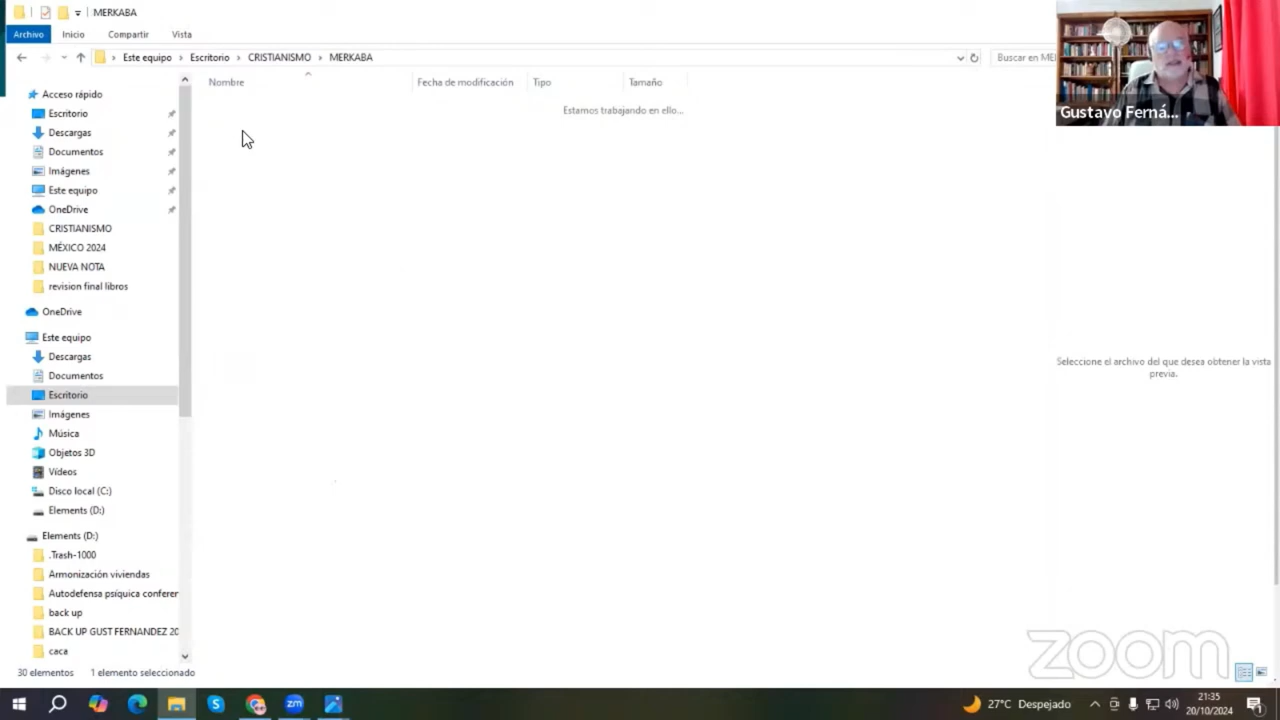 MERKABA
Archivo Inicio Compartir Vista
Este equipo > Escritorio > CRISTIANISMO > MERKABA
Buscar en ME
Nombre Fecha de modificación Tipo Tamaño
Estamos trabajando en ello...
Gustavo Ferná...
Acceso rápido
Escritorio
Descargas
Documentos
Imágenes
Este equipo
OneDrive
CRISTIANISMO
MÉXICO 2024
NUEVA NOTA
revision final libros
OneDrive
Este equipo
Descargas
Documentos
Escritorio
Imágenes
Música
Objetos 3D
Vídeos
Disco local (C:)
Elements (D:)
Elements (D:)
.Trash-1000
Armonización viviendas
Autodefensa psíquica conferer
back up
BACK UP GUST FERNANDEZ 20
caca
Seleccione el archivo del que desea obtener la vista
previa.
30 elementos 1 elemento seleccionado
zoom
zm
27°C Despejado
21:35
20/10/2024
1